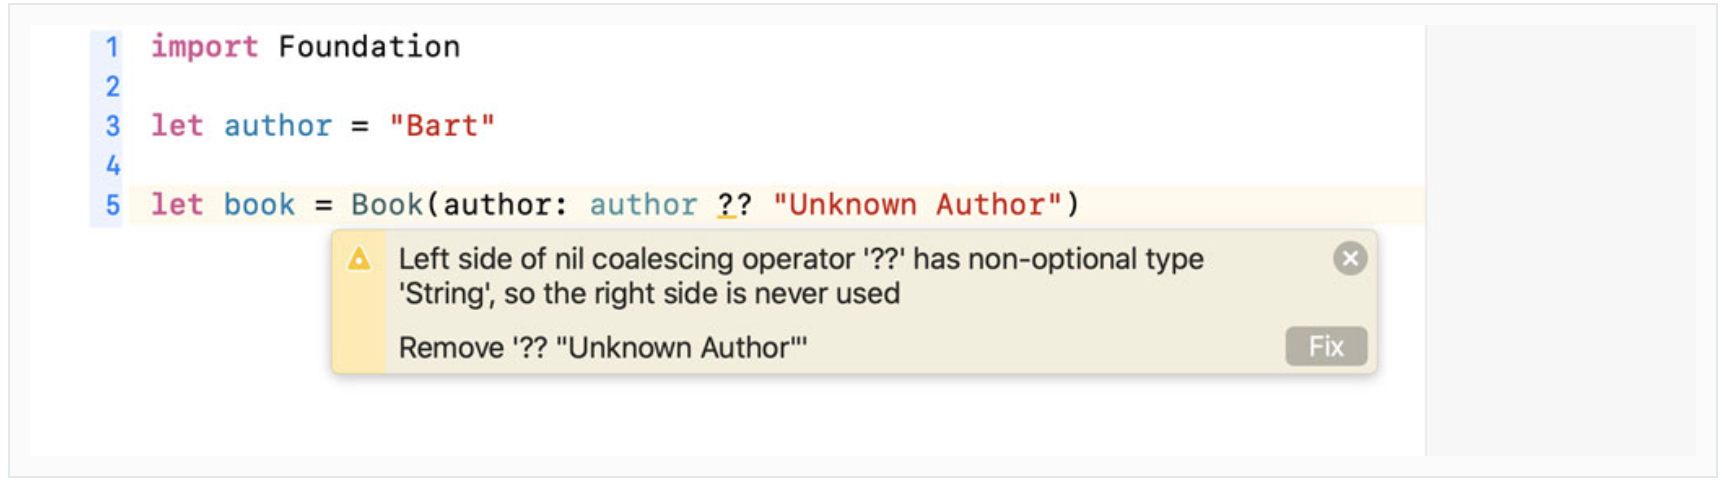 1 import Foundation
2
3 let author = "Bart"
4
5 let book = Book(author: author ?? "Unknown Author")
Left side of nil coalescing operator '??' has non-optional type
'String', so the right side is never used
Remove '?? "Unknown Author"'
Fix